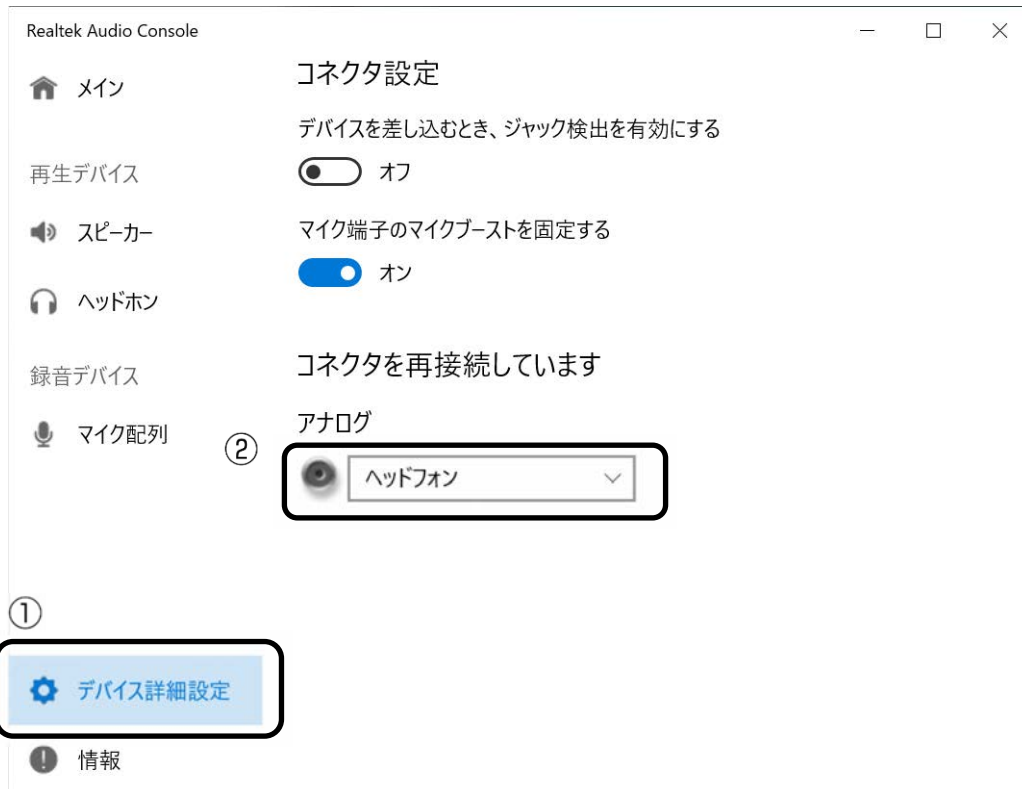 Realtek Audio Console
メイン
再生デバイス
スピーカー
ヘッドホン
録音デバイス
マイク配列
①
デバイス詳細設定
情報
コネクタ設定
デバイスを差し込むとき、ジャック検出を有効にする
オフ
マイク端子のマイクブーストを固定する
オン
コネクタを再接続しています
アナログ
②
ヘッドフォン